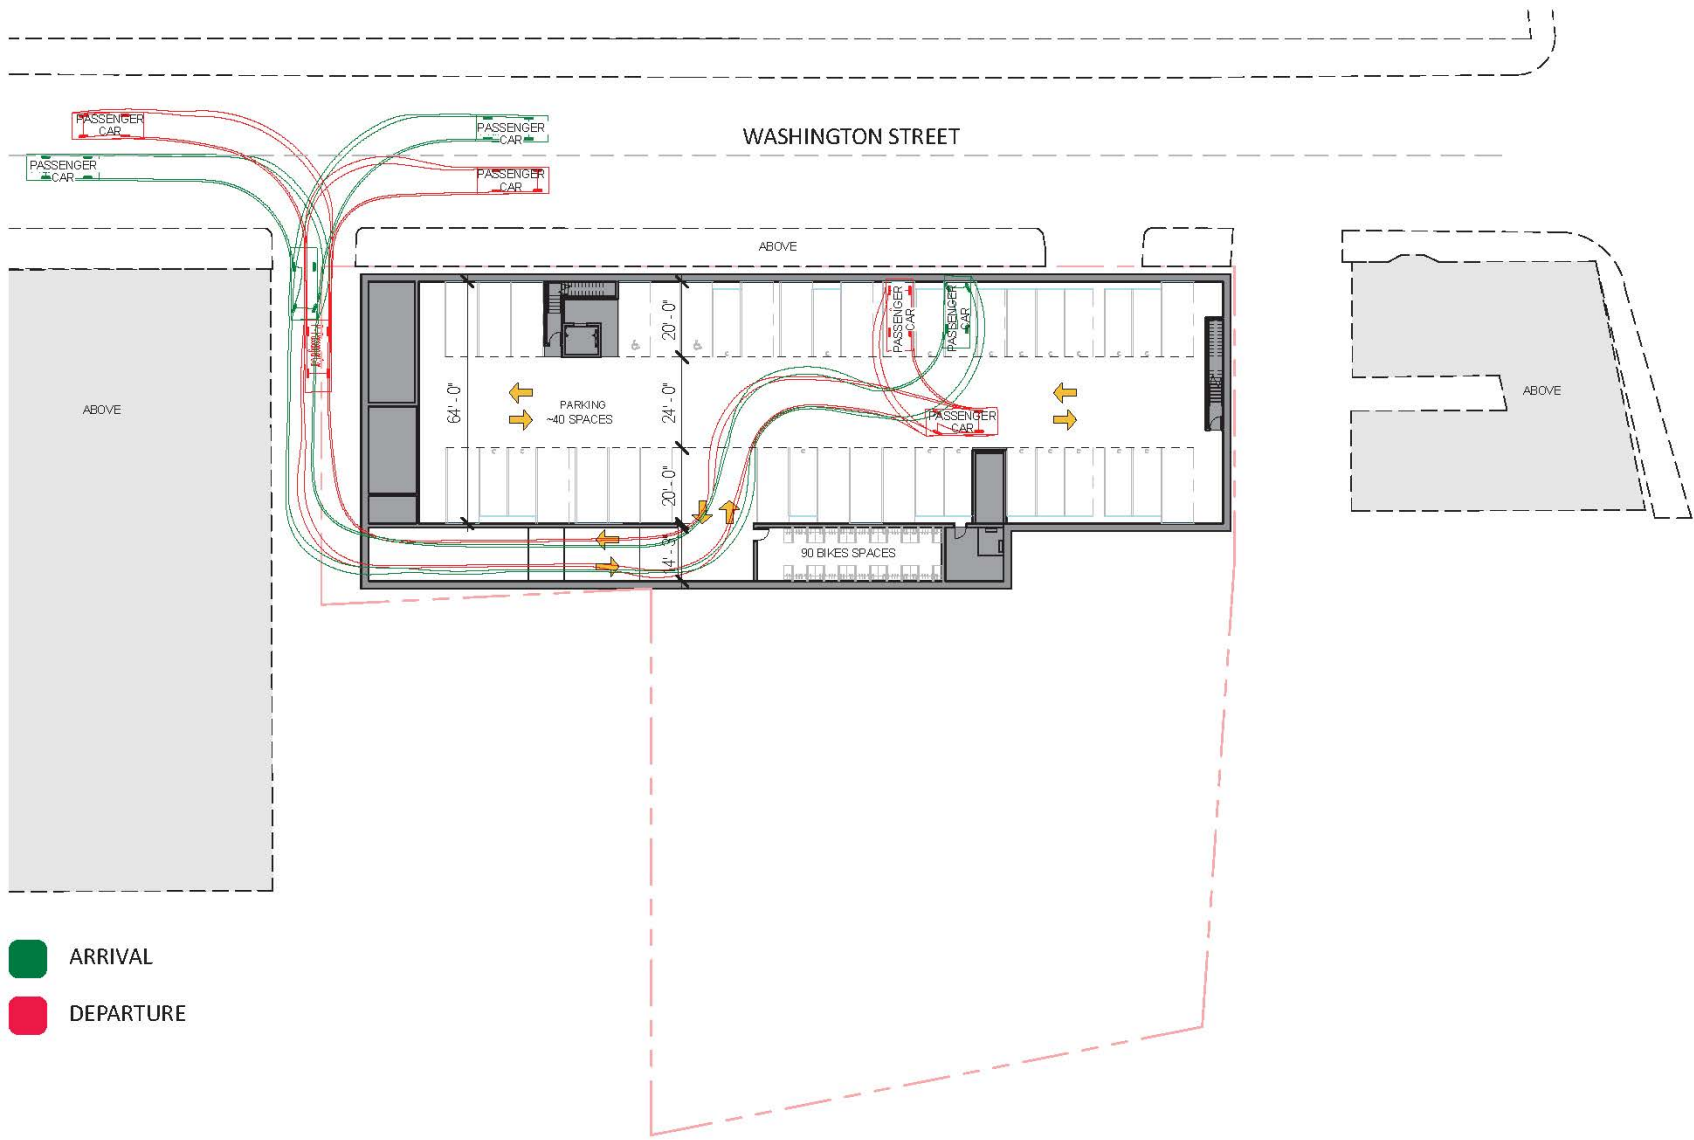 PASSENGER
CAR
PASSENGER
CAR
WASHINGTON STREET
PASSENGER
CAR
PASSENGER
CAR
ABOVE
PASSENGER
CAR
PASSENGER
CAR
20' - 0"
64' - 0"
24' - 0"
20' - 0"
ABOVE
PARKING
~40 SPACES
PASSENGER
CAR
ABOVE
90 BIKES SPACES
ARRIVAL
DEPARTURE